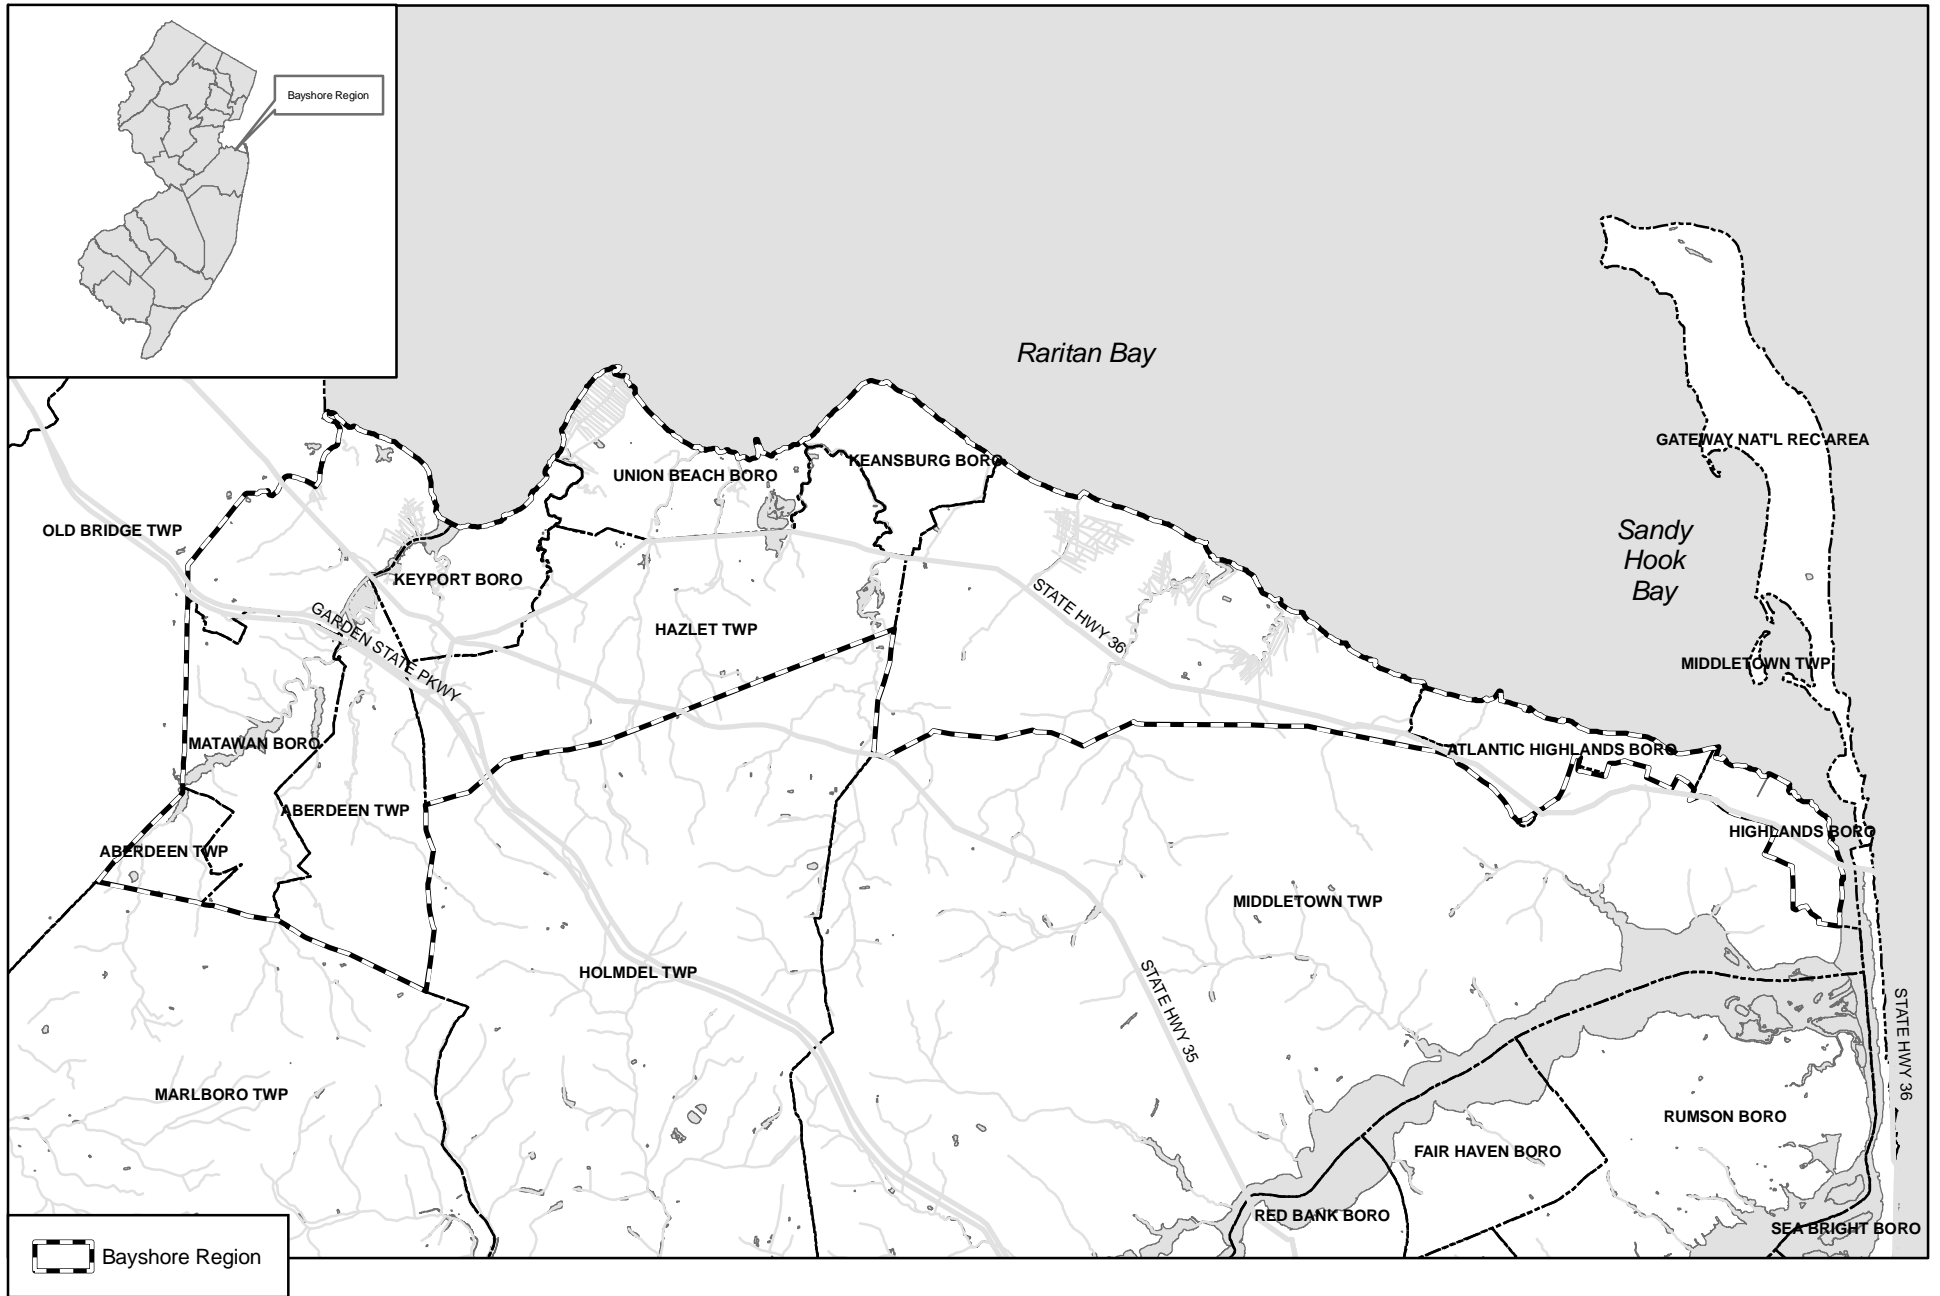 Bayshore Region
Raritan Bay
GATEWAY NAT'L REC AREA
KEANSBURG BORO
UNION BEACH BORO
OLD BRIDGE TWP
Sandy
Hook
Bay
KEYPORT BORO
STATE HWY 36
HAZLET TWP
GARDEN STATE PKWY
MIDDLETOWN TWP
MATAWAN BORO
ATLANTIC HIGHLANDS BORO
ABERDEEN TWP
HIGHLANDS BORO
ABERDEEN TWP
MIDDLETOWN TWP
HOLMDEL TWP
STATE HWY 35
STATE HWY 36
MARLBORO TWP
RUMSON BORO
FAIR HAVEN BORO
RED BANK BORO
SEA BRIGHT BORO
Bayshore Region